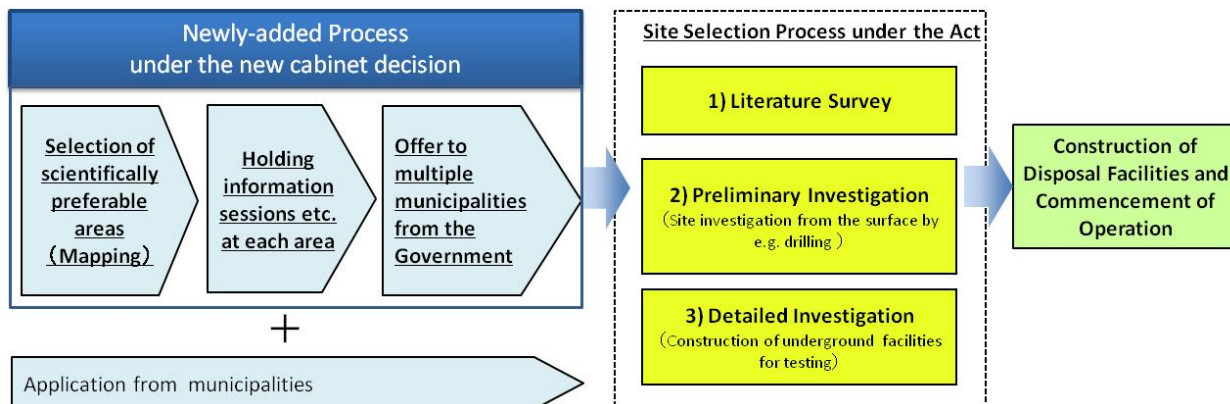 Newly-added Process
under the new cabinet decision
Selection of
scientifically
preferable
areas
(Mapping)
Holding
information
sessions etc.
at each area
Offer to
multiple
municipalities
from the
Government
+
Application from municipalities
Site Selection Process under the Act
1) Literature Survey
2) Preliminary Investigation
(Site investigation from the surface by
e.g. drilling )
3) Detailed Investigation
(Construction of underground facilities
for testing)
Construction of
Disposal Facilities and
Commencement of
Operation